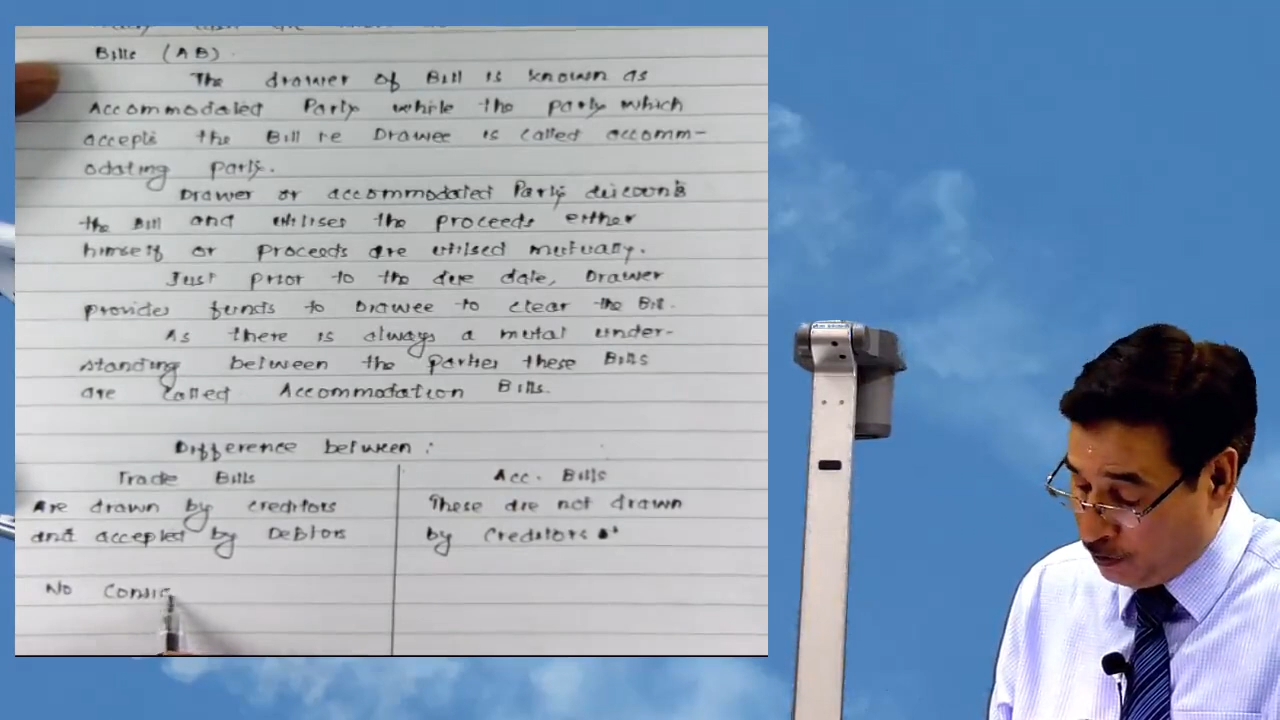 Bills (AB).
The drawer of Bill is known as
Accommodated Party while the party which
accepts the Bill ie Drawee is called accomm-
odating party.
Drawer or accommodated Party discounts
the Bill and utilises the proceeds either
himself or proceeds are utilised mutually.
Just prior to the due date, Drawer
provides funds to Drawee to clear the Bill.
As there is always a mutal under-
standing between the parties these Bills
are called Accommodation Bills.
Difference between :
Trade Bills
Are drawn by creditors
and accepted by Debtors
No Consid
Acc. Bills
These are not drawn
by Creditors